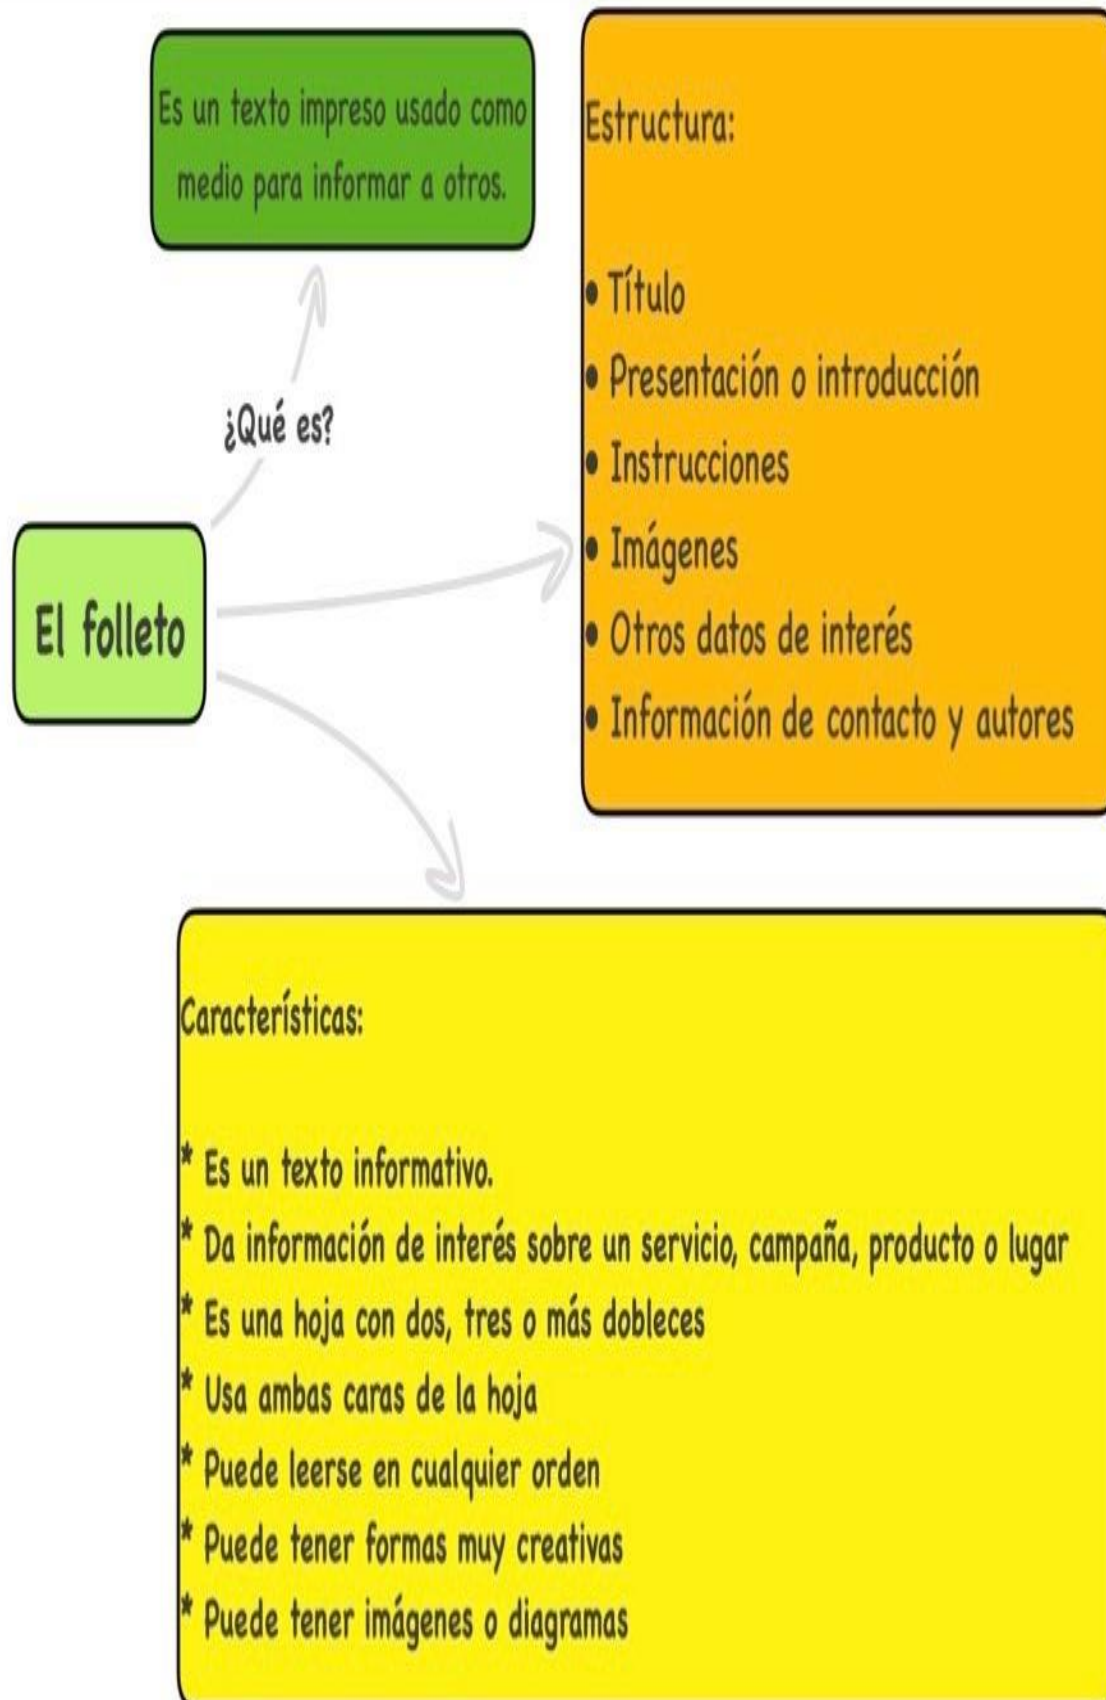 Es un texto impreso usado como
medio para informar a otros.
¿Qué es?
El folleto
Estructura:
• Título
• Presentación o introducción
• Instrucciones
• Imágenes
• Otros datos de interés
• Información de contacto y autores
Características:
* Es un texto informativo.
* Da información de interés sobre un servicio, campaña, producto o lugar
* Es una hoja con dos, tres o más dobleces
* Usa ambas caras de la hoja
* Puede leerse en cualquier orden
* Puede tener formas muy creativas
* Puede tener imágenes o diagramas